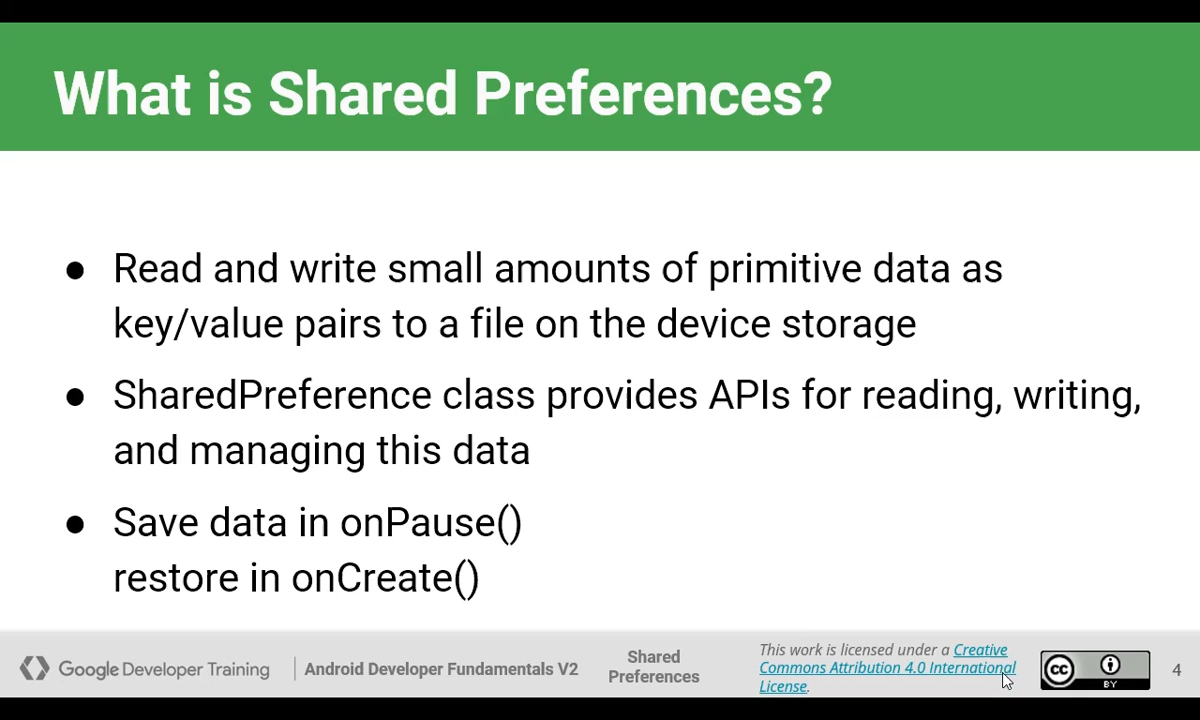 What is Shared Preferences?
● Read and write small amounts of primitive data as
key/value pairs to a file on the device storage
● SharedPreference class provides APIs for reading, writing,
and managing this data
● Save data in onPause()
restore in onCreate()
Google Developer Training
Android Developer Fundamentals V2
Shared
Preferences
This work is licensed under a Creative
Commons Attribution 4.0 International
License.
cc
BY
4